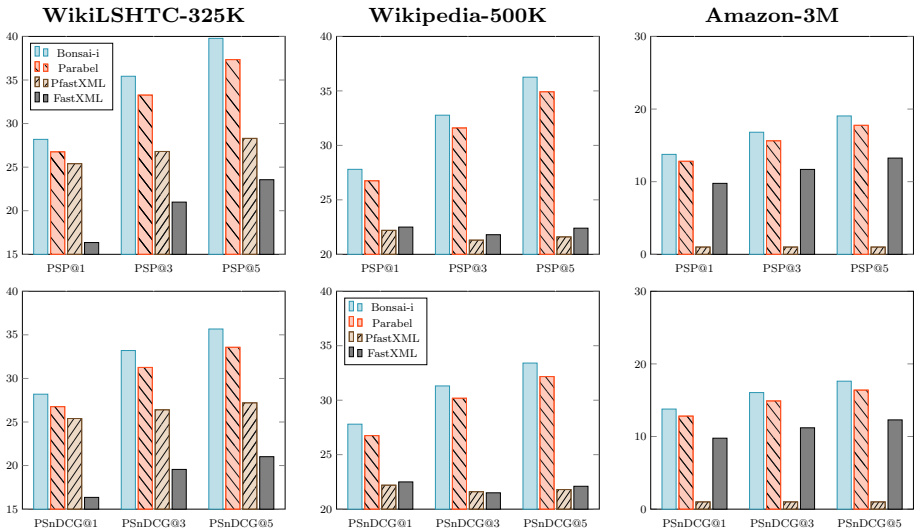 WikiLSHTC-325K Wikipedia-500K Amazon-3M
40
35
30
25
20
15
Bonsai-i
Parabel
PfastXML
FastXML
PSP@1 PSP@3 PSP@5
40
35
30
25
20
PSP@1 PSP@3 PSP@5
30
20
10
0
PSP@1 PSP@3 PSP@5
40
35
30
25
20
15
PSnDCG@1 PSnDCG@3 PSnDCG@5
40
35
30
25
20
Bonsai-i
Parabel
PfastXML
FastXML
PSnDCG@1 PSnDCG@3 PSnDCG@5
30
20
10
0
PSnDCG@1 PSnDCG@3 PSnDCG@5